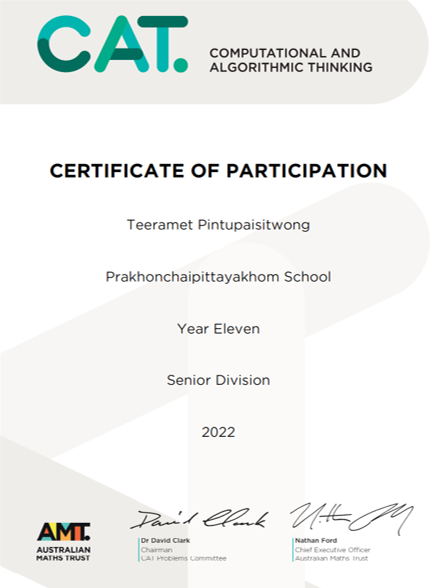 CAT.
COMPUTATIONAL AND
ALGORITHMIC THINKING
CERTIFICATE OF PARTICIPATION
Teeramet Pintupaisitwong
Prakhonchaipittayakhom School
Year Eleven
Senior Division
2022
David Clark
AMT.
AUSTRALIAN
MATHS TRUST
Dr David Clark
Chairman
CAT Problems Committee
Nathan Ford
Chief Executive Officer
Australian Maths Trust